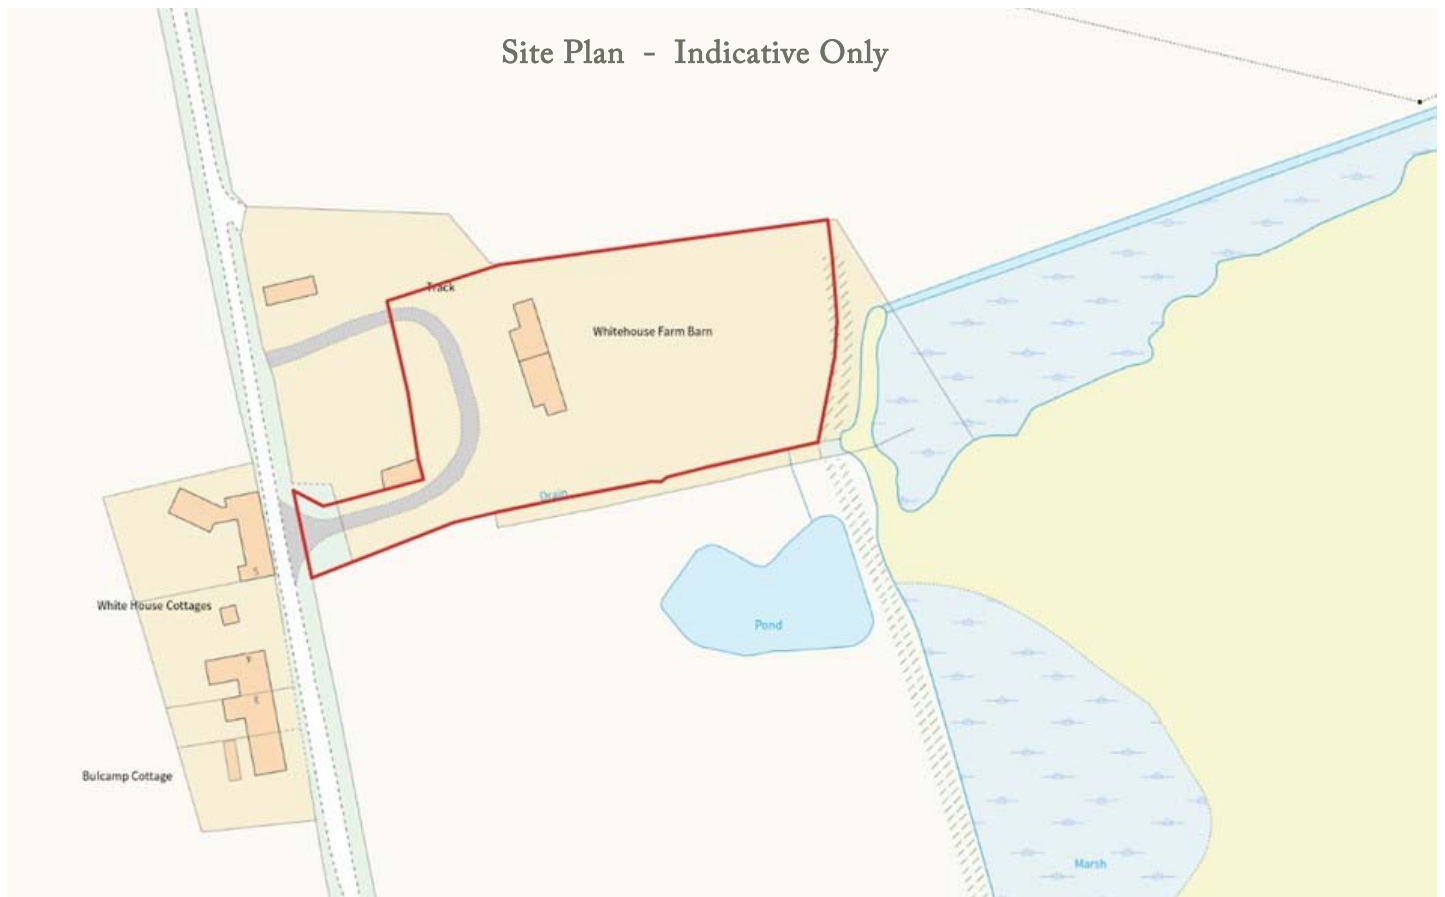 Site Plan - Indicative Only
Track
Whitehouse Farm Barn
Drain
White House Cottages
Pond
Bulcamp Cottage
Marsh